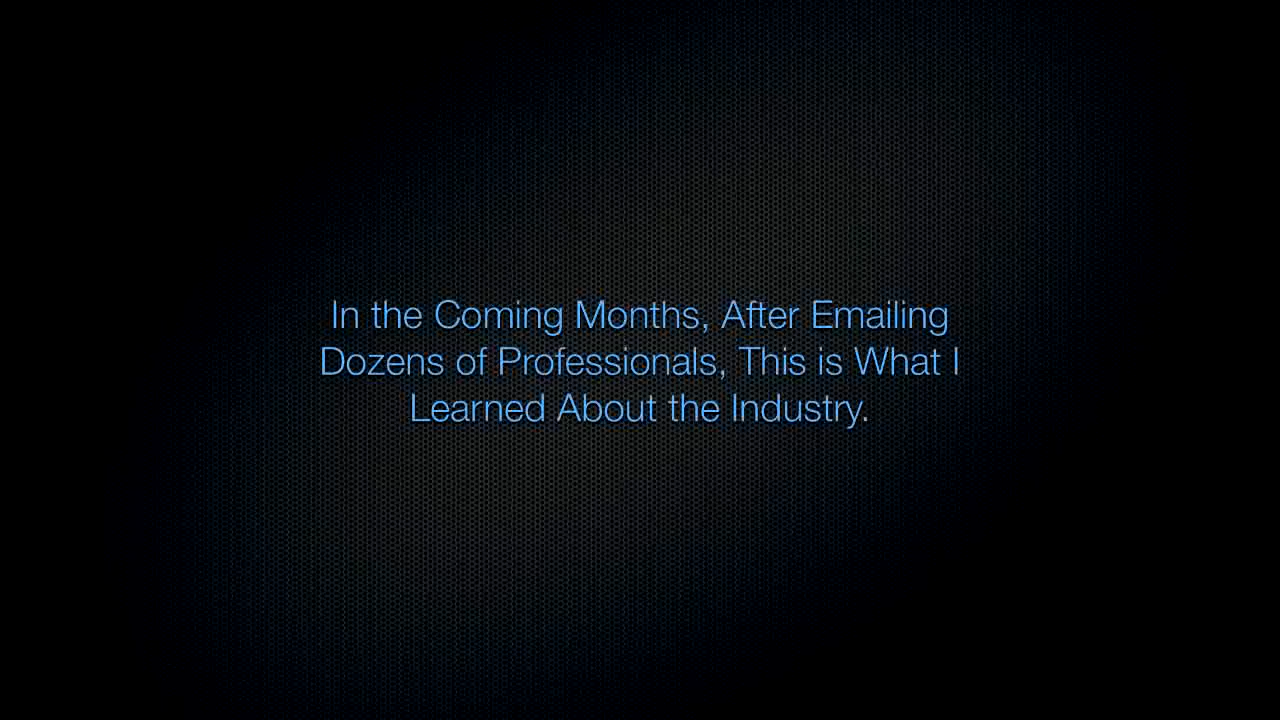 In the Coming Months, After Emailing
Dozens of Professionals, This is What I
Learned About the Industry.